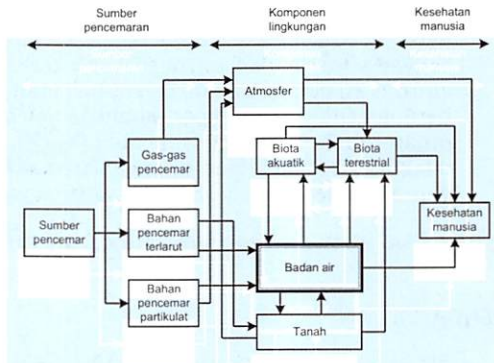 Sumber
pencemaran
Komponen
lingkungan
Kesehatan
manusia
Atmosfer
Gas-gas
pencemar
Biota
akuatik
Biota
terestrial
Sumber
pencemar
Bahan
pencemar
terlarut
Kesehatan
manusia
Badan air
Bahan
pencemar
partikulat
Tanah